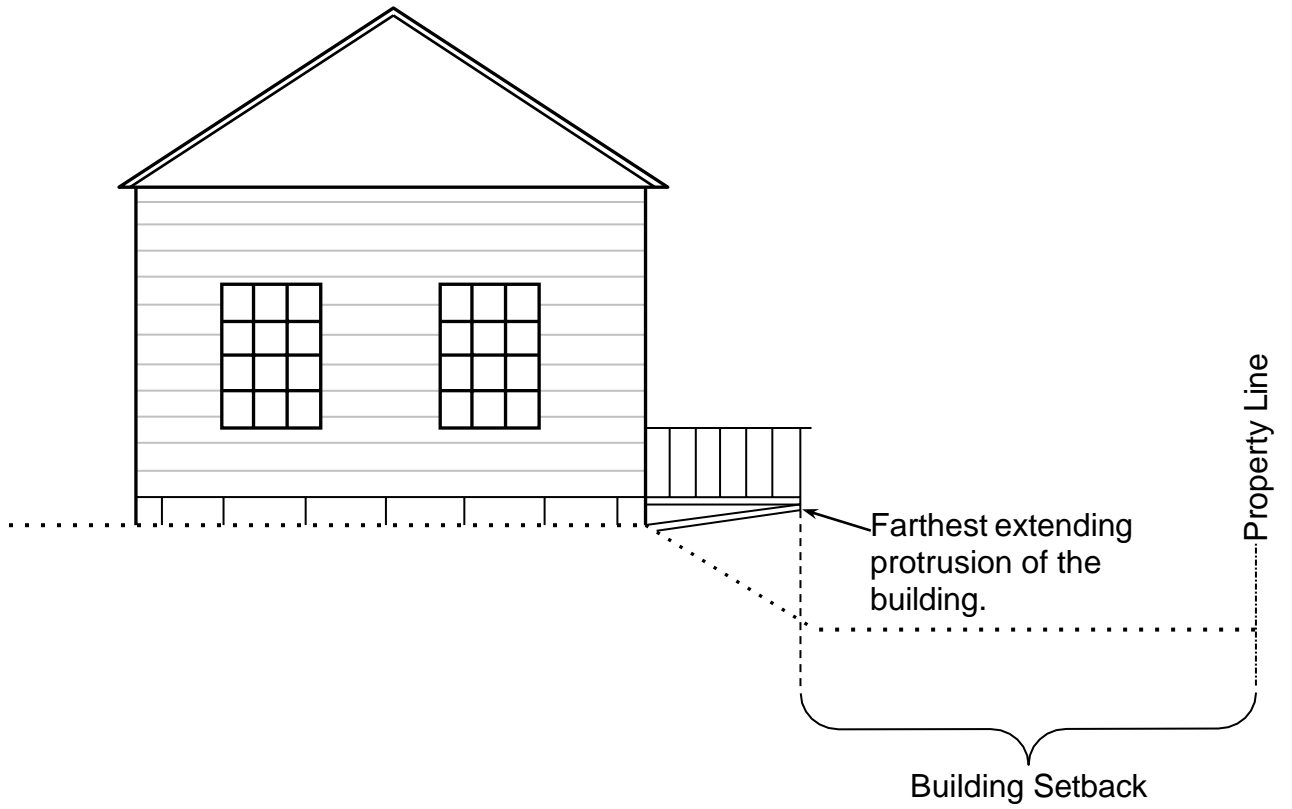 Property Line
Farthest extending
protrusion of the
building.
Building Setback